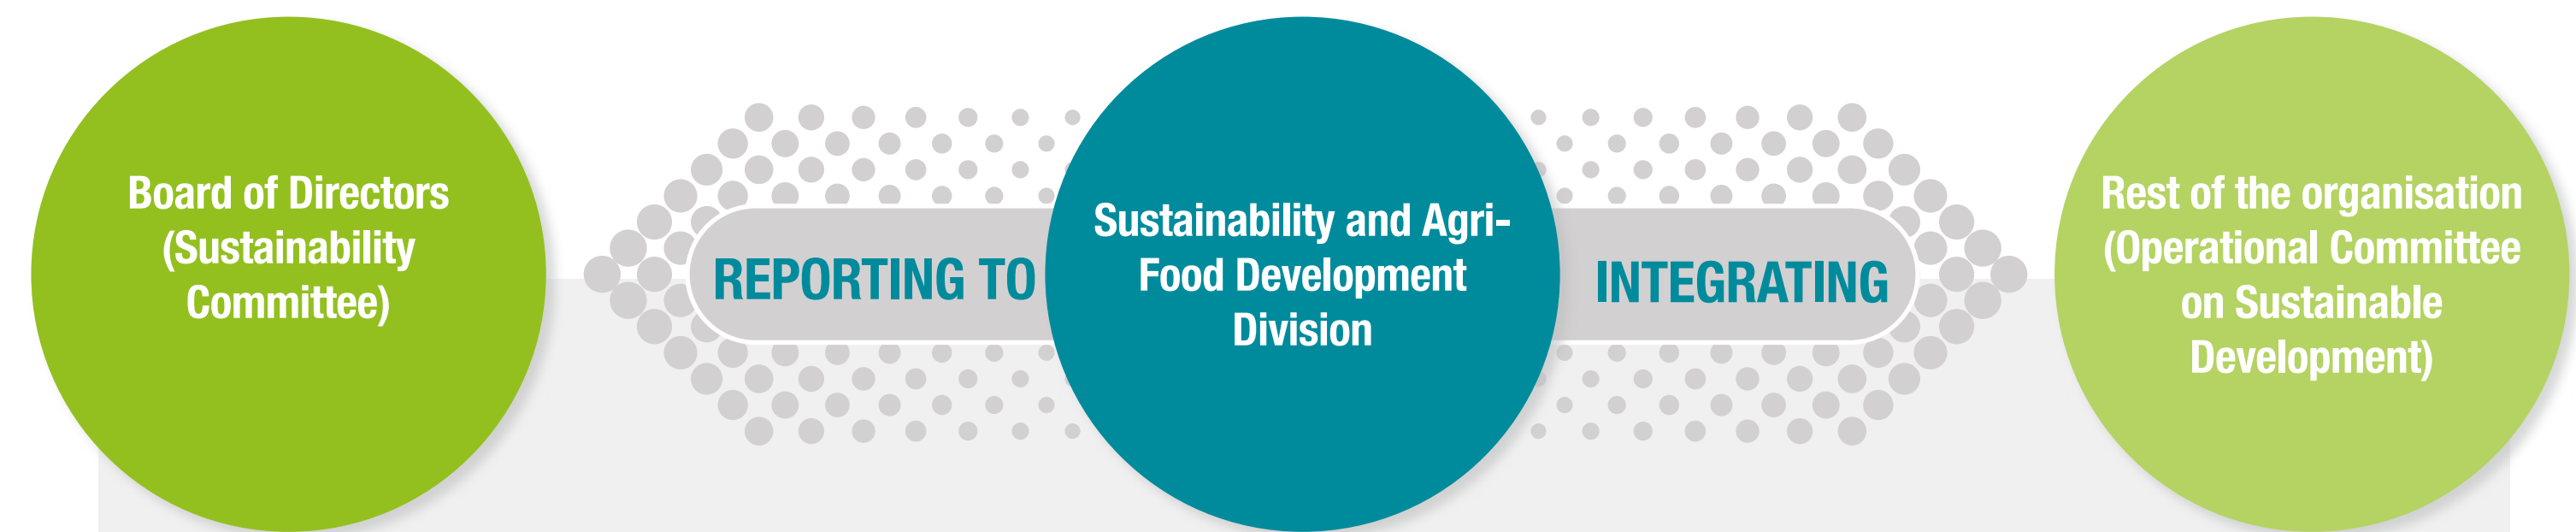 Board of Directors
(Sustainability
Committee)
REPORTING TO
Sustainability and Agri-
Food Development
Division
INTEGRATING
Rest of the organisation
(Operational Committee
on Sustainable
Development)